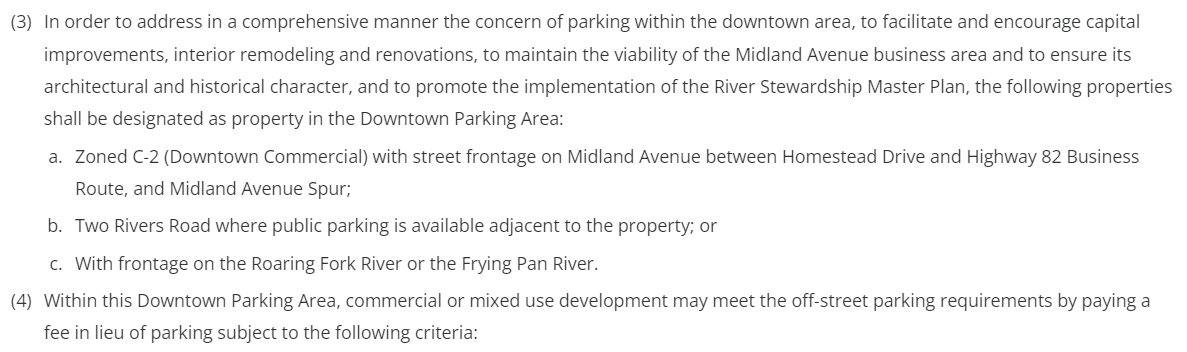 (3) In order to address in a comprehensive manner the concern of parking within the downtown area, to facilitate and encourage capital
improvements, interior remodeling and renovations, to maintain the viability of the Midland Avenue business area and to ensure its
architectural and historical character, and to promote the implementation of the River Stewardship Master Plan, the following properties
shall be designated as property in the Downtown Parking Area:
a. Zoned C-2 (Downtown Commercial) with street frontage on Midland Avenue between Homestead Drive and Highway 82 Business
Route, and Midland Avenue Spur;
b. Two Rivers Road where public parking is available adjacent to the property; or
c. With frontage on the Roaring Fork River or the Frying Pan River.
(4) Within this Downtown Parking Area, commercial or mixed use development may meet the off-street parking requirements by paying a
fee in lieu of parking subject to the following criteria: